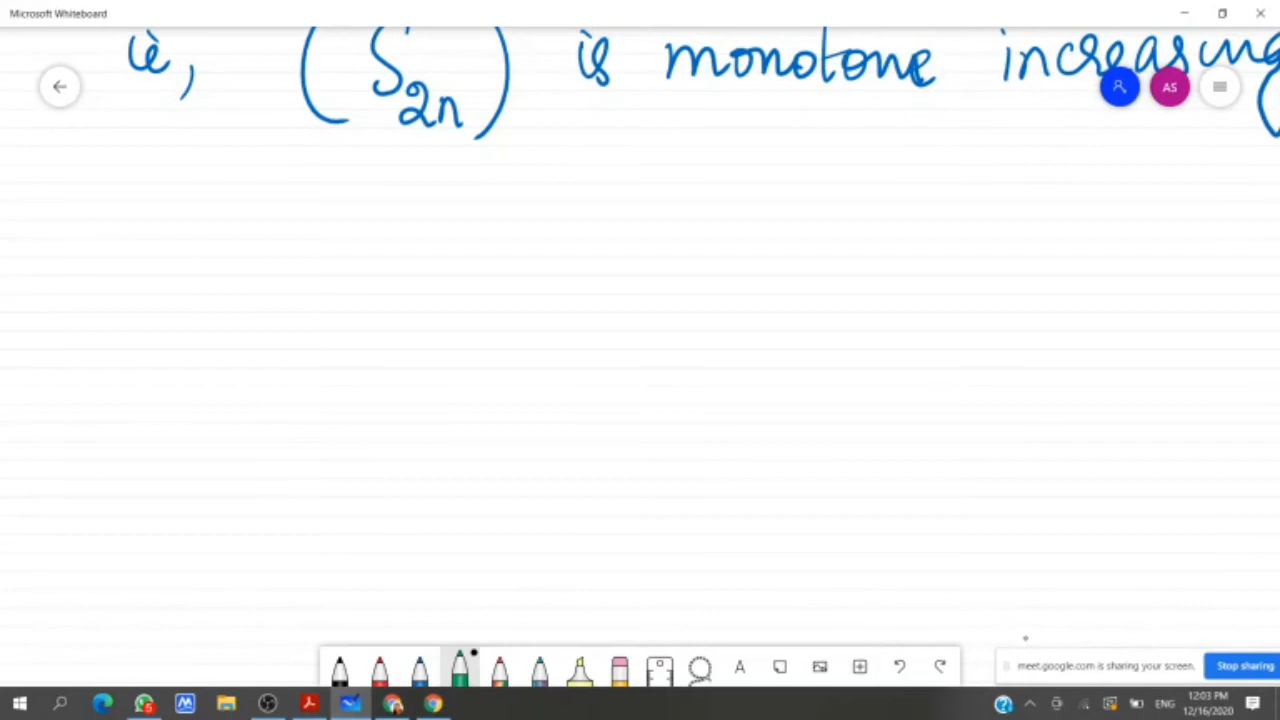 Microsoft Whiteboard
ie, (S2n) is monotone increasing
AS
A
meet.google.com is sharing your screen.
Stop sharing
5
ENG
12:03 PM
12/16/2020